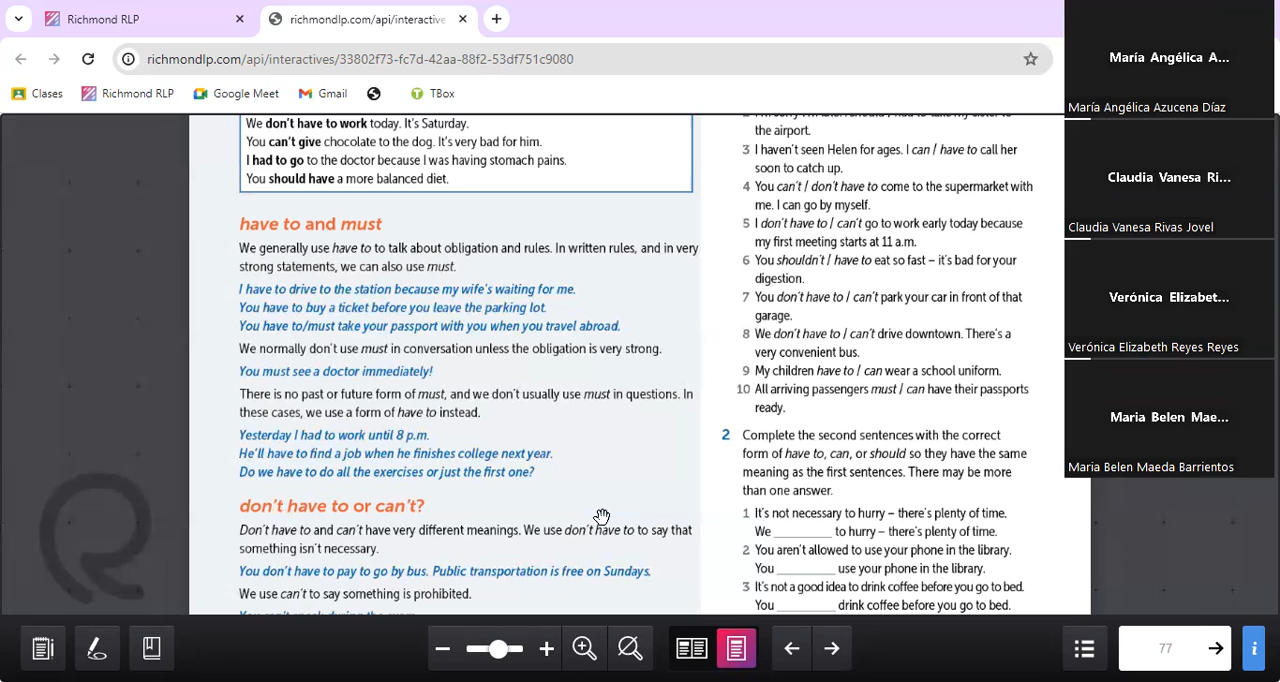 Richmond RLP
richmondlp.com/api/interactive
richmondlp.com/api/interactives/33802f73-fc7d-42aa-88f2-53df751c9080
Clases
Richmond RLP
Google Meet
Gmail
TBox
We don't have to work today. It's Saturday.
You can't give chocolate to the dog. It's very bad for him.
I had to go to the doctor because I was having stomach pains.
You should have a more balanced diet.
have to and must
We generally use have to to talk about obligation and rules. In written rules, and in very
strong statements, we can also use must.
I have to drive to the station because my wife's waiting for me.
You have to buy a ticket before you leave the parking lot.
You have to/must take your passport with you when you travel abroad.
We normally don't use must in conversation unless the obligation is very strong.
You must see a doctor immediately!
There is no past or future form of must, and we don't usually use must in questions. In
these cases, we use a form of have to instead.
Yesterday I had to work until 8 p.m.
He'll have to find a job when he finishes college next year.
Do we have to do all the exercises or just the first one?
don't have to or can't?
Don't have to and can't have very different meanings. We use don't have to to say that
something isn't necessary.
You don't have to pay to go by bus. Public transportation is free on Sundays.
We use can't to say something is prohibited.
the airport.
3 I haven't seen Helen for ages. I can / have to call her
soon to catch up.
4 You can't / don't have to come to the supermarket with
me. I can go by myself.
5 I don't have to / can't go to work early today because
my first meeting starts at 11 a.m.
6 You shouldn't / have to eat so fast – it's bad for your
digestion.
7 You don't have to / can't park your car in front of that
garage.
8 We don't have to / can't drive downtown. There's a
very convenient bus.
9 My children have to / can wear a school uniform.
10 All arriving passengers must / can have their passports
ready.
2 Complete the second sentences with the correct
form of have to, can, or should so they have the same
meaning as the first sentences. There may be more
than one answer.
1 It's not necessary to hurry – there's plenty of time.
We ________ to hurry – there's plenty of time.
2 You aren't allowed to use your phone in the library.
You ________ use your phone in the library.
3 It's not a good idea to drink coffee before you go to bed.
You ________ drink coffee before you go to bed.
María Angélica A...
María Angélica Azucena Díaz
Claudia Vanesa Ri...
Claudia Vanesa Rivas Jovel
Verónica Elizabet...
Verónica Elizabeth Reyes Reyes
Maria Belen Mae...
Maria Belen Maeda Barrientos
77